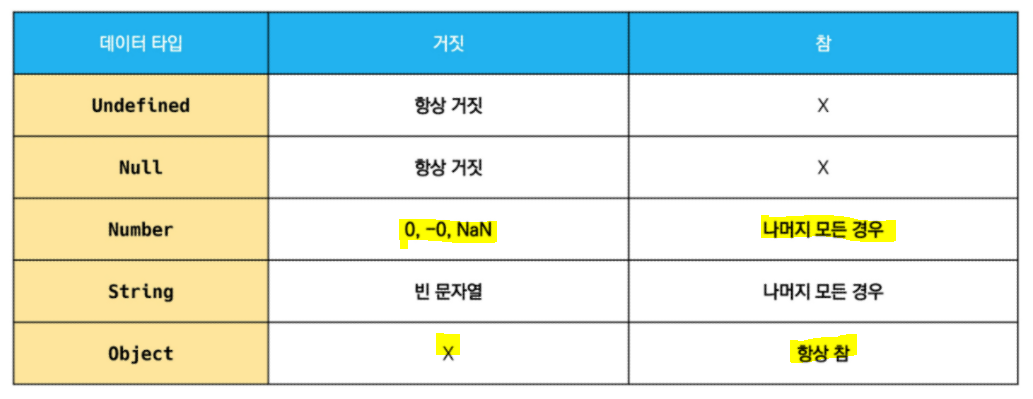 데이터 타입 거짓 참
Undefined 항상 거짓 X
Null 항상 거짓 X
Number 0, -0, NaN 나머지 모든 경우
String 빈 문자열 나머지 모든 경우
Object X 항상 참